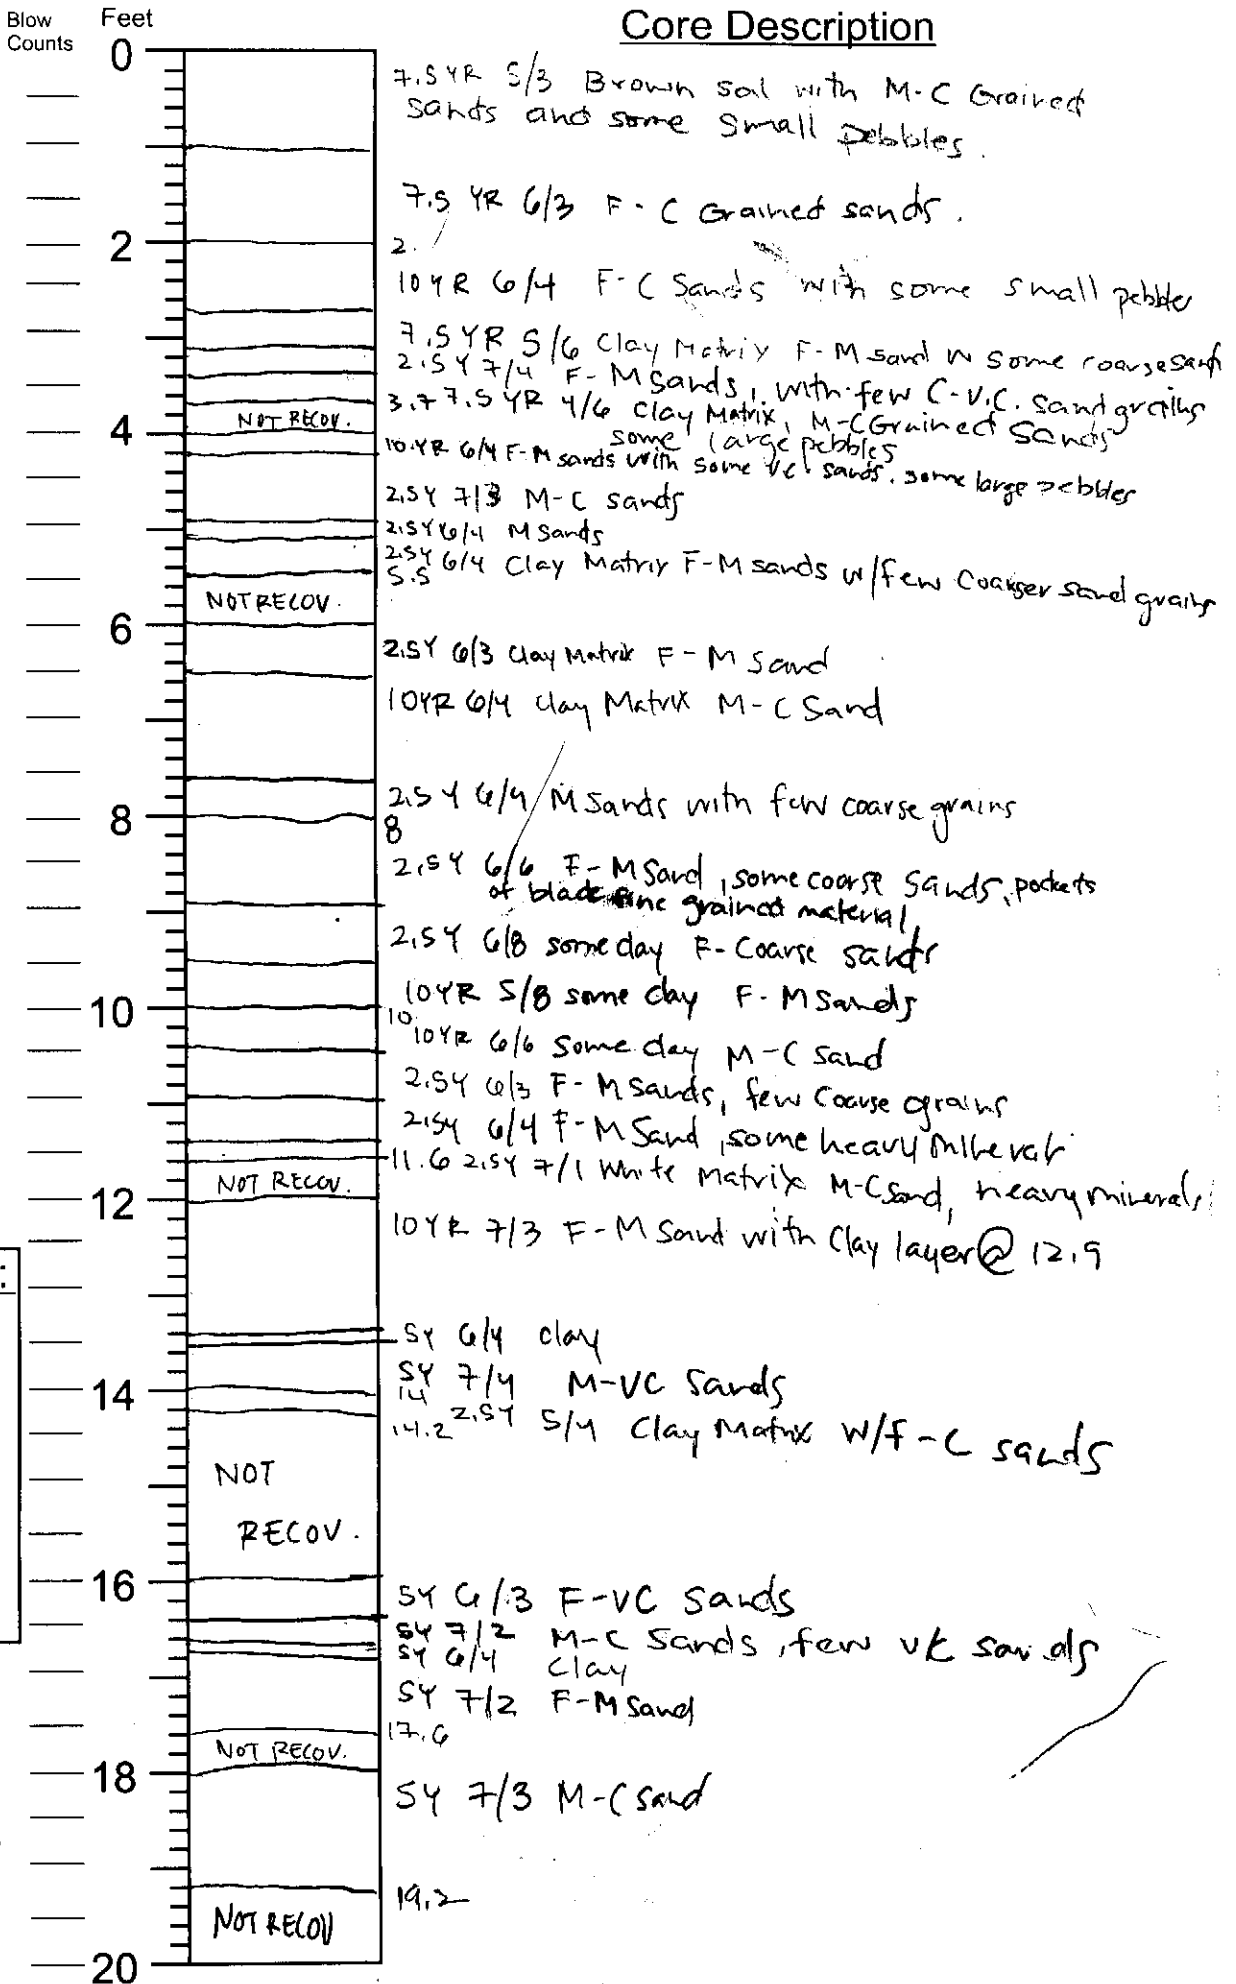 Blow Counts
Feet
Core Description
0
7.5 YR 5/3 Brown soil with M-C Grained
sands and some Small pebbles.
7.5 YR 6/3 F-C Grained sands.
2
2.
10 YR 6/4 F-C Sands with some small pebbles
7.5 YR 5/6 Clay Matrix F-M sand w some coarse sand
2.5 Y 7/4 F-M Sands, with few C-V.C. sand grains
3.7 7.5 YR 4/6 Clay Matrix, M-C Grained Sands
NOT RECOV.
some large pebbles
4
10 YR 6/4 F-M sands with some vc sands. some large pebbles
2.5Y 7/3 M-C sands
2.5Y 6/4 M Sands
2.5Y 6/4 Clay Matrix F-M sands w/few Coarser sand grains
5.5
NOT RECOV.
6
2.5Y 6/3 Clay Matrix F-M Sand
10YR 6/4 Clay Matrix M-C Sand
2.5 Y 6/4 M Sands with few coarse grains
8
8
2.5Y 6/6 F-M Sand, some coarse Sands, pockets
of black fine grained material
2.5Y 6/8 some clay F-Coarse sands
10YR 5/8 some clay F-M Sands
10
10
10YR 6/6 Some clay M-C sand
2.5Y 6/3 F-M Sands, few coarse grains
2.5Y 6/4 F-M Sand, some heavy minerals
11.6 2.5Y 7/1 White Matrix M-C sand, heavy minerals
NOT RECOV.
12
10YR 7/3 F-M Sand with Clay layer @ 12.9
:
5Y 6/4 clay
5Y 7/4 M-VC Sands
14
14
14.2 2.5Y 5/4 Clay Matrix w/f-C sands
NOT
RECOV.
16
5Y 6/3 F-VC Sands
5Y 7/2 M-C Sands, few vc sands
5Y 6/4 Clay
5Y 7/2 F-M Sand
17.6
NOT RECOV.
18
5Y 7/3 M-C sand
19.2
NOT RECOV
20